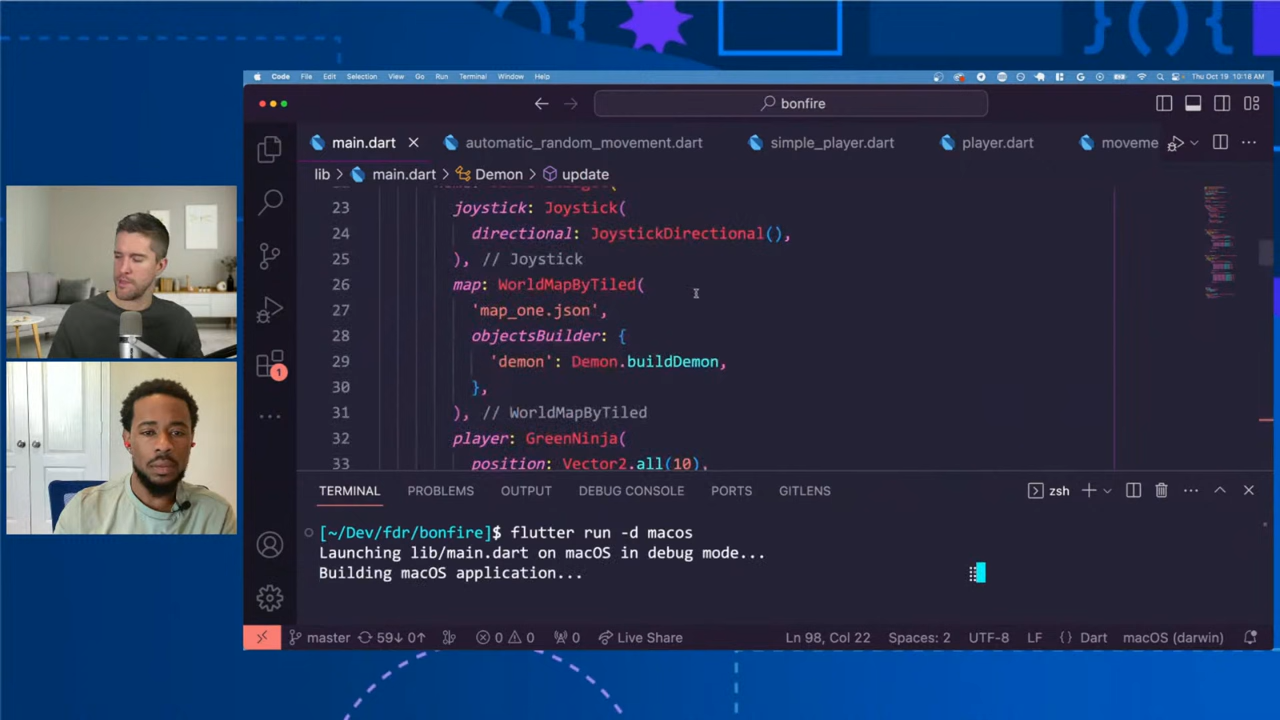 Code File Edit Selection View Go Run Terminal Window Help
Thu Oct 19 10:18 AM
bonfire
main.dart
automatic_random_movement.dart
simple_player.dart
player.dart
moveme
lib > main.dart > Demon > update
23 joystick: Joystick(
24 directional: JoystickDirectional(),
25 ), // Joystick
26 map: WorldMapByTiled(
27 'map_one.json',
28 objectsBuilder: {
29 'demon': Demon.buildDemon,
30 },
31 ), // WorldMapByTiled
32 player: GreenNinja(
33 position: Vector2.all(10),
TERMINAL PROBLEMS OUTPUT DEBUG CONSOLE PORTS GITLENS
zsh
[~/Dev/fdr/bonfire]$ flutter run -d macos
Launching lib/main.dart on macOS in debug mode...
Building macOS application...
1
master 59↓ 0↑ 0 0 0 Live Share Ln 98, Col 22 Spaces: 2 UTF-8 LF {} Dart macOS (darwin)